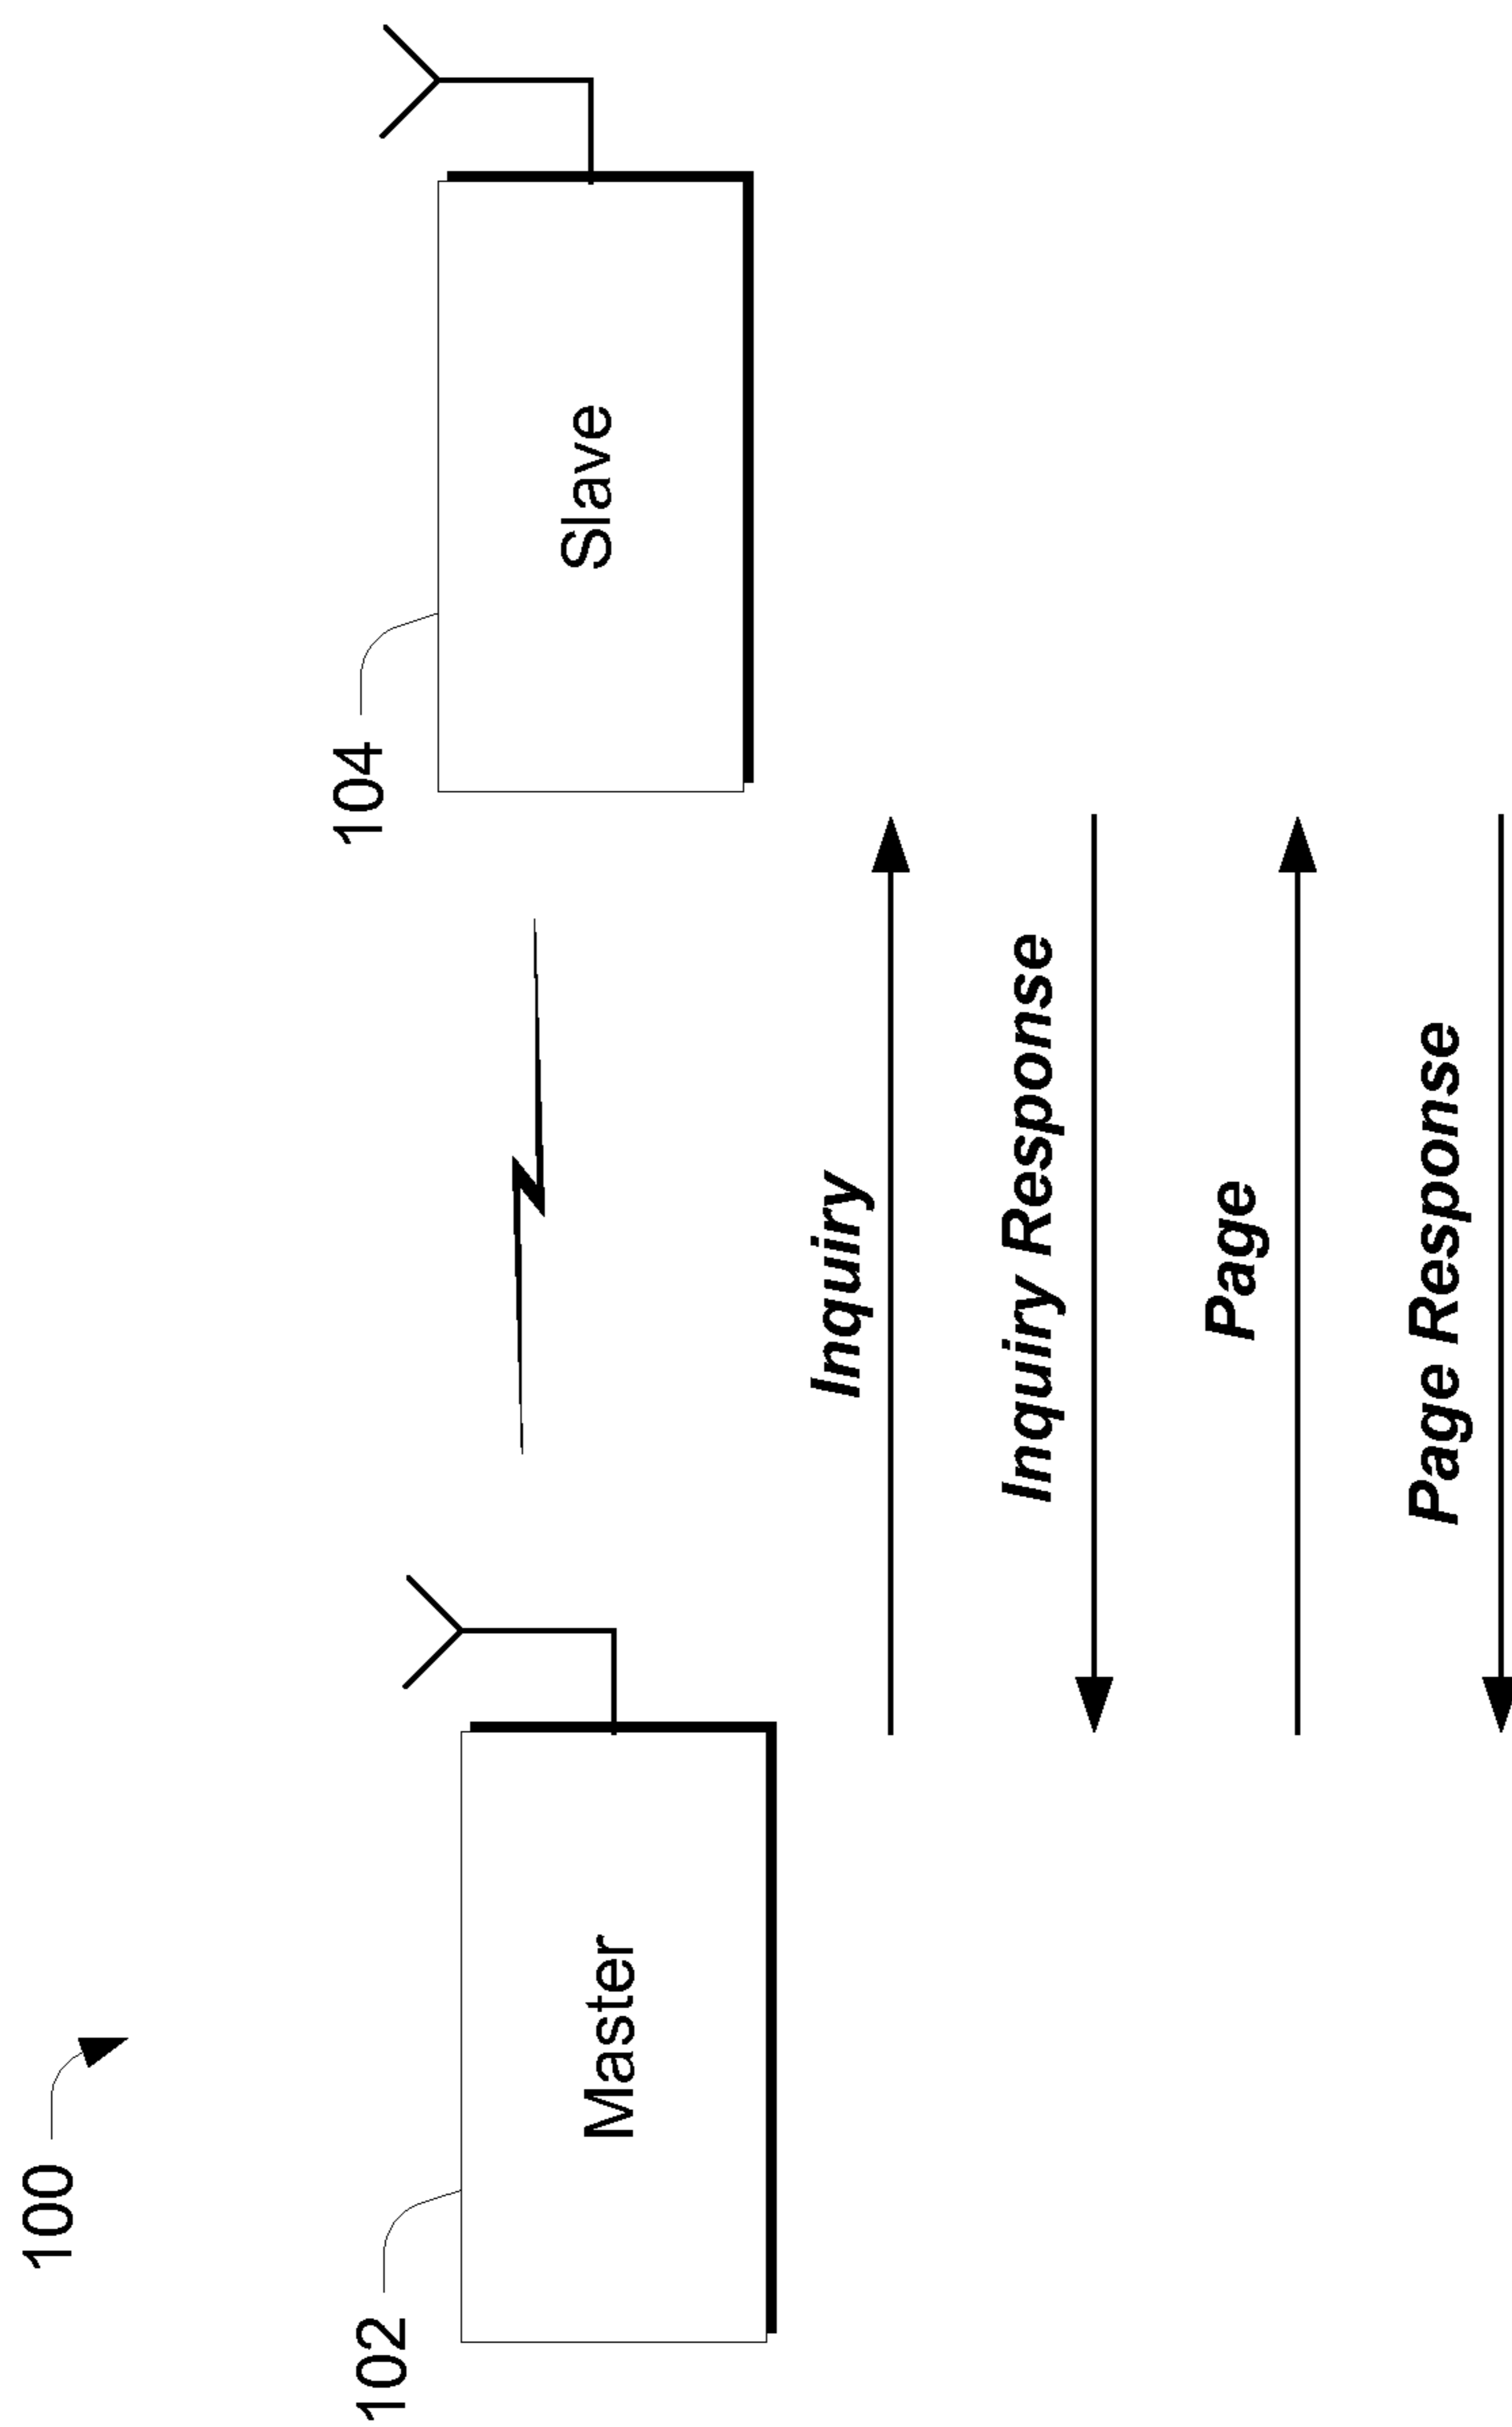 100
102
104
Master
Slave
Inquiry
Inquiry Response
Page
Page Response